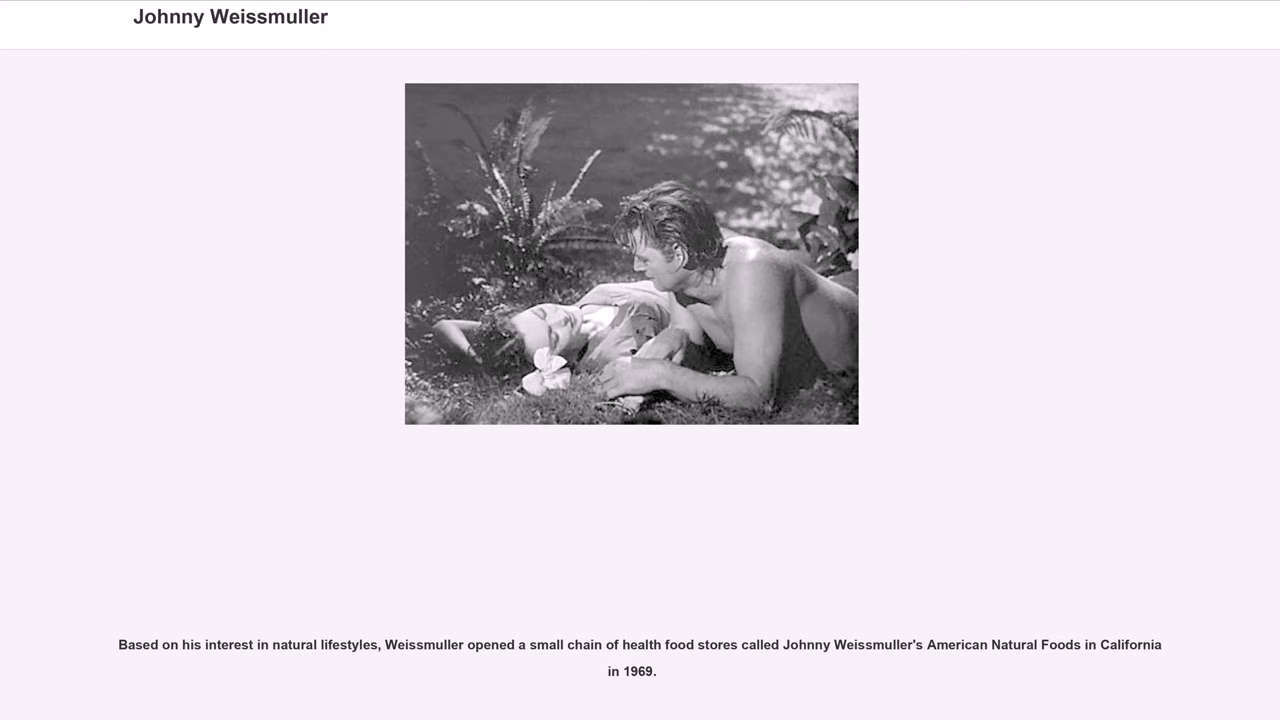 Johnny Weissmuller
Based on his interest in natural lifestyles, Weissmuller opened a small chain of health food stores called Johnny Weissmuller's American Natural Foods in California
in 1969.